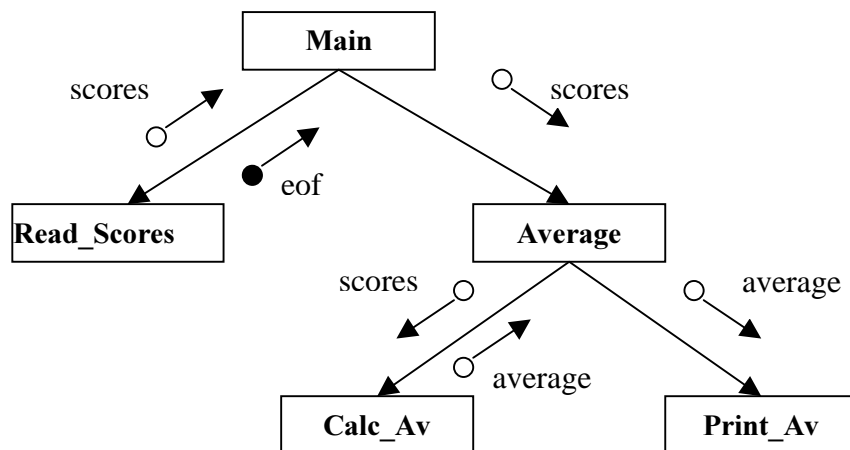 Main
scores
scores
eof
Read_Scores
Average
scores
average
average
Calc_Av
Print_Av